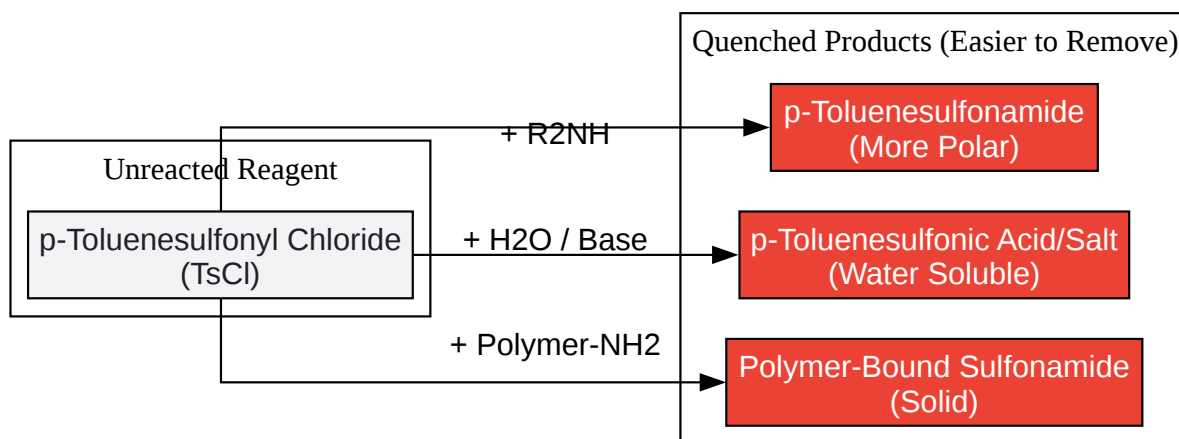 Quenched Products (Easier to Remove)
p-Toluenesulfonamide
(More Polar)
+ R2NH
Unreacted Reagent
p-Toluenesulfonyl Chloride
(TsCl)
+ H2O / Base
p-Toluenesulfonic Acid/Salt
(Water Soluble)
+ Polymer-NH2
Polymer-Bound Sulfonamide
(Solid)